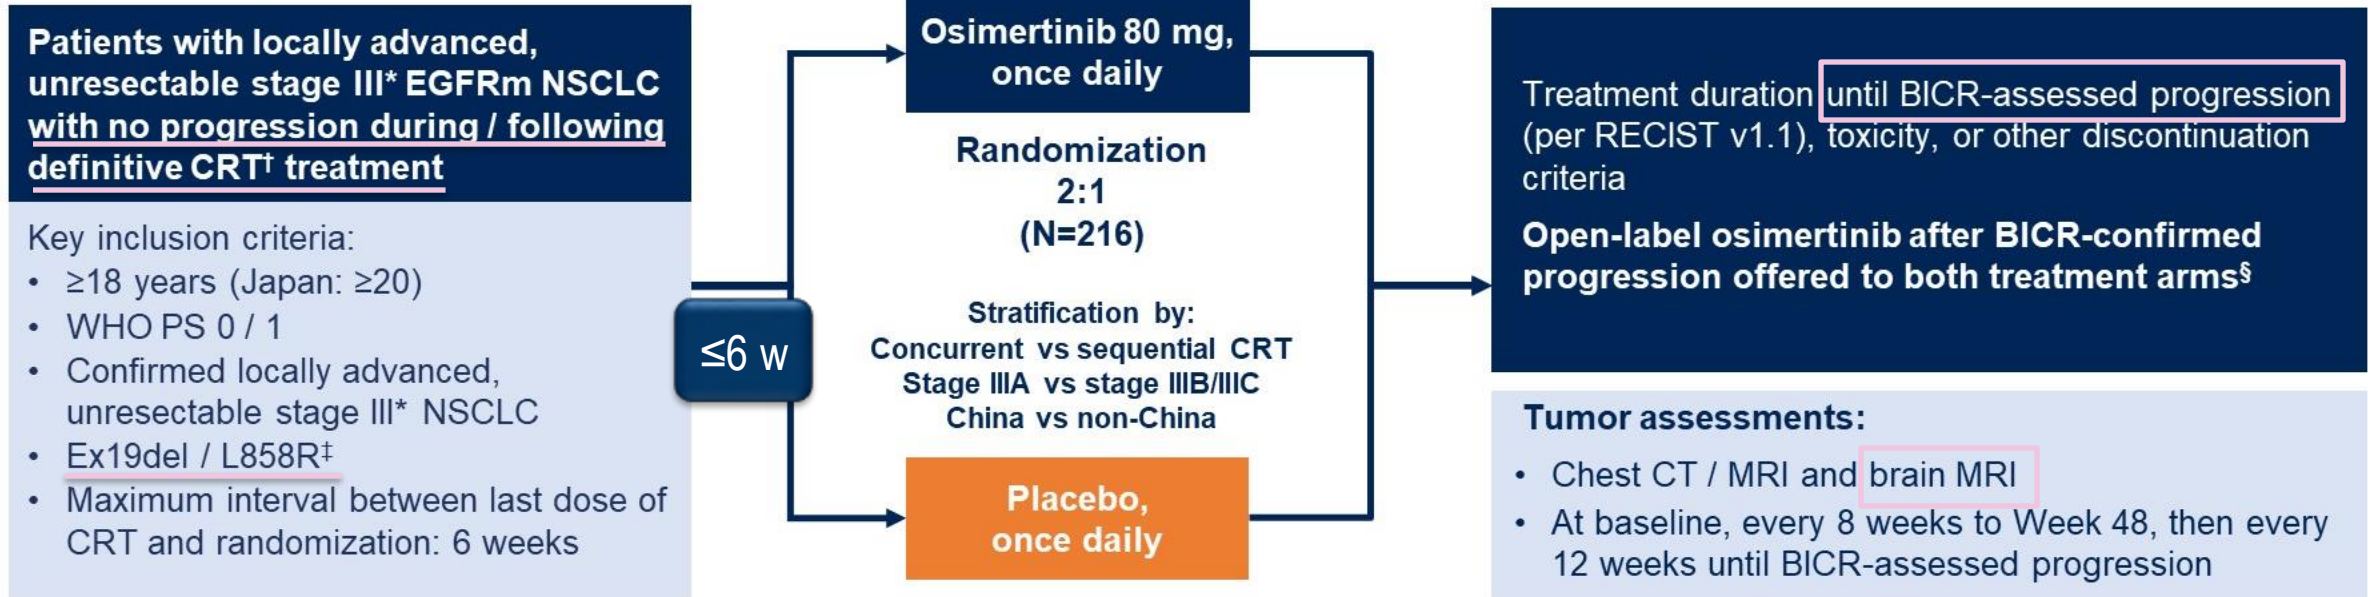 Patients with locally advanced,
unresectable stage III* EGFRm NSCLC
with no progression during / following
definitive CRT† treatment
Key inclusion criteria:
• ≥18 years (Japan: ≥20)
• WHO PS 0 / 1
• Confirmed locally advanced,
unresectable stage III* NSCLC
• Ex19del / L858R‡
• Maximum interval between last dose of
CRT and randomization: 6 weeks
≤6 w
Osimertinib 80 mg,
once daily
Randomization
2:1
(N=216)
Stratification by:
Concurrent vs sequential CRT
Stage IIIA vs stage IIIB/IIIC
China vs non-China
Placebo,
once daily
Treatment duration until BICR-assessed progression
(per RECIST v1.1), toxicity, or other discontinuation
criteria
Open-label osimertinib after BICR-confirmed
progression offered to both treatment arms§
Tumor assessments:
• Chest CT / MRI and brain MRI
• At baseline, every 8 weeks to Week 48, then every
12 weeks until BICR-assessed progression